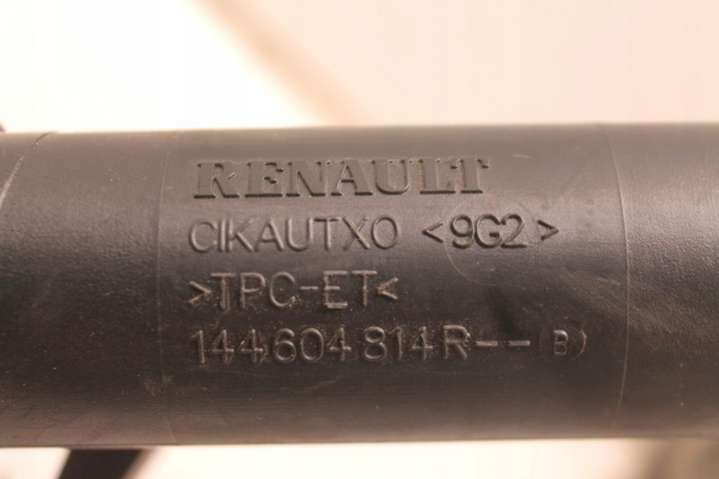 RENAULT
CIKAUTXO <9G2>
>TPC-ET<
144604814R-- (B)